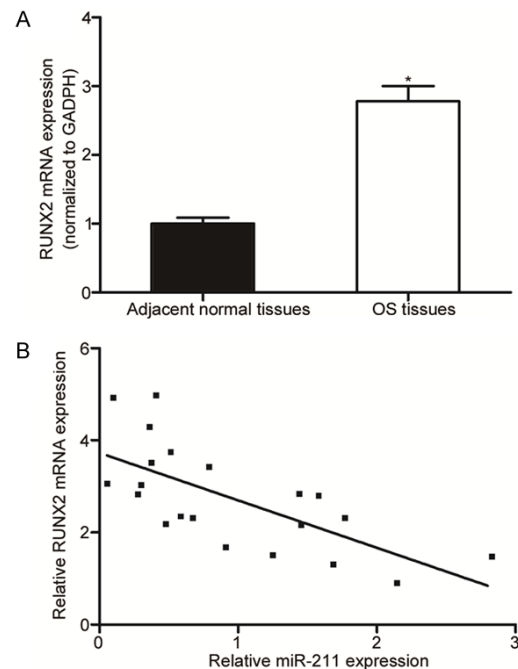 A
RUNX2 mRNA expression
(normalized to GADPH)
4
3
2
1
0
*
Adjacent normal tissues
OS tissues
B
Relative RUNX2 mRNA expression
6
4
2
0
0
1
2
3
Relative miR-211 expression